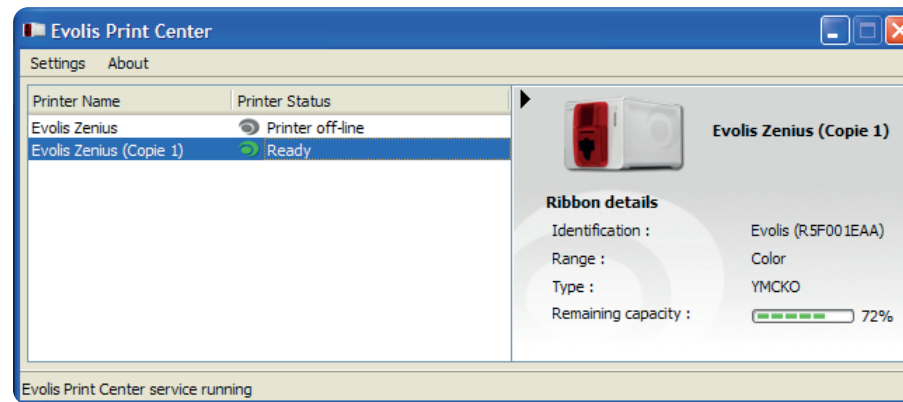 Evolis Print Center
Settings About
Printer Name Printer Status
Evolis Zenius Printer off-line
Evolis Zenius (Copie 1) Ready
Evolis Zenius (Copie 1)
Ribbon details
Identification : Evolis (R5F001EAA)
Range : Color
Type : YMCKO
Remaining capacity : 72%
Evolis Print Center service running